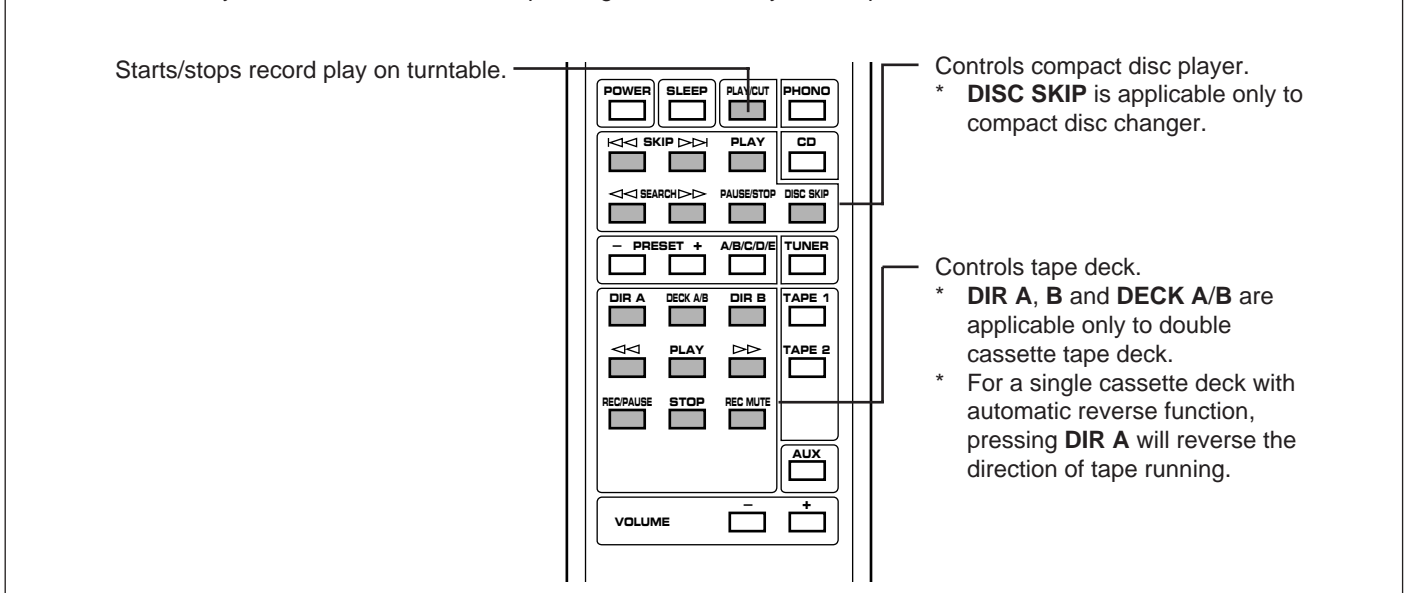 Starts/stops record play on turntable.
POWER SLEEP PLAY/CUT PHONO
SKIP PLAY CD
SEARCH PAUSE/STOP DISC SKIP
− PRESET + A/B/C/D/E TUNER
DIR A DECK A/B DIR B TAPE 1
PLAY TAPE 2
REC/PAUSE STOP REC MUTE
AUX
VOLUME − +
Controls compact disc player.
* DISC SKIP is applicable only to
compact disc changer.
Controls tape deck.
* DIR A, B and DECK A/B are
applicable only to double
cassette tape deck.
* For a single cassette deck with
automatic reverse function,
pressing DIR A will reverse the
direction of tape running.